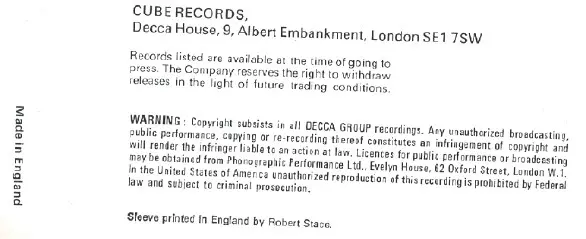 CUBE RECORDS,
Decca House, 9, Albert Embankment, London SE1 7SW
Records listed are available at the time of going to
press. The Company reserves the right to withdraw
releases in the light of future trading conditions.
WARNING: Copyright subsists in all DECCA GROUP recordings. Any unauthorized broadcasting,
public performance, copying or re-recording thereof constitutes an infringement of copyright and
will render the infringer liable to an action at law. Licences for public performance or broadcasting
may be obtained from Phonographic Performance Ltd., Evelyn House, 62 Oxford Street, London W.1.
In the United States of America unauthorized reproduction of this recording is prohibited by Federal
law and subject to criminal prosecution.
Sleeve printed in England by Robert Stace.
Made in England